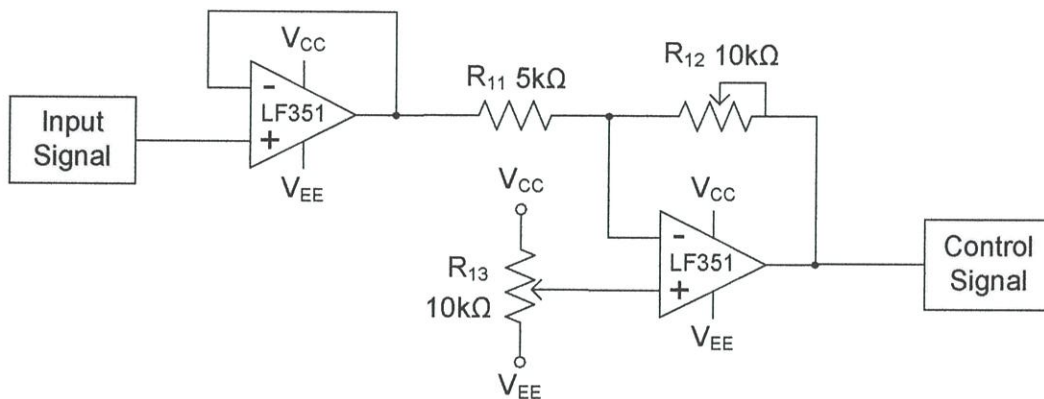 V_CC
-
LF351
+
V_EE
Input
Signal
R_11 5kΩ
R_12 10kΩ
V_CC
R_13
10kΩ
V_EE
V_CC
-
LF351
+
V_EE
Control
Signal